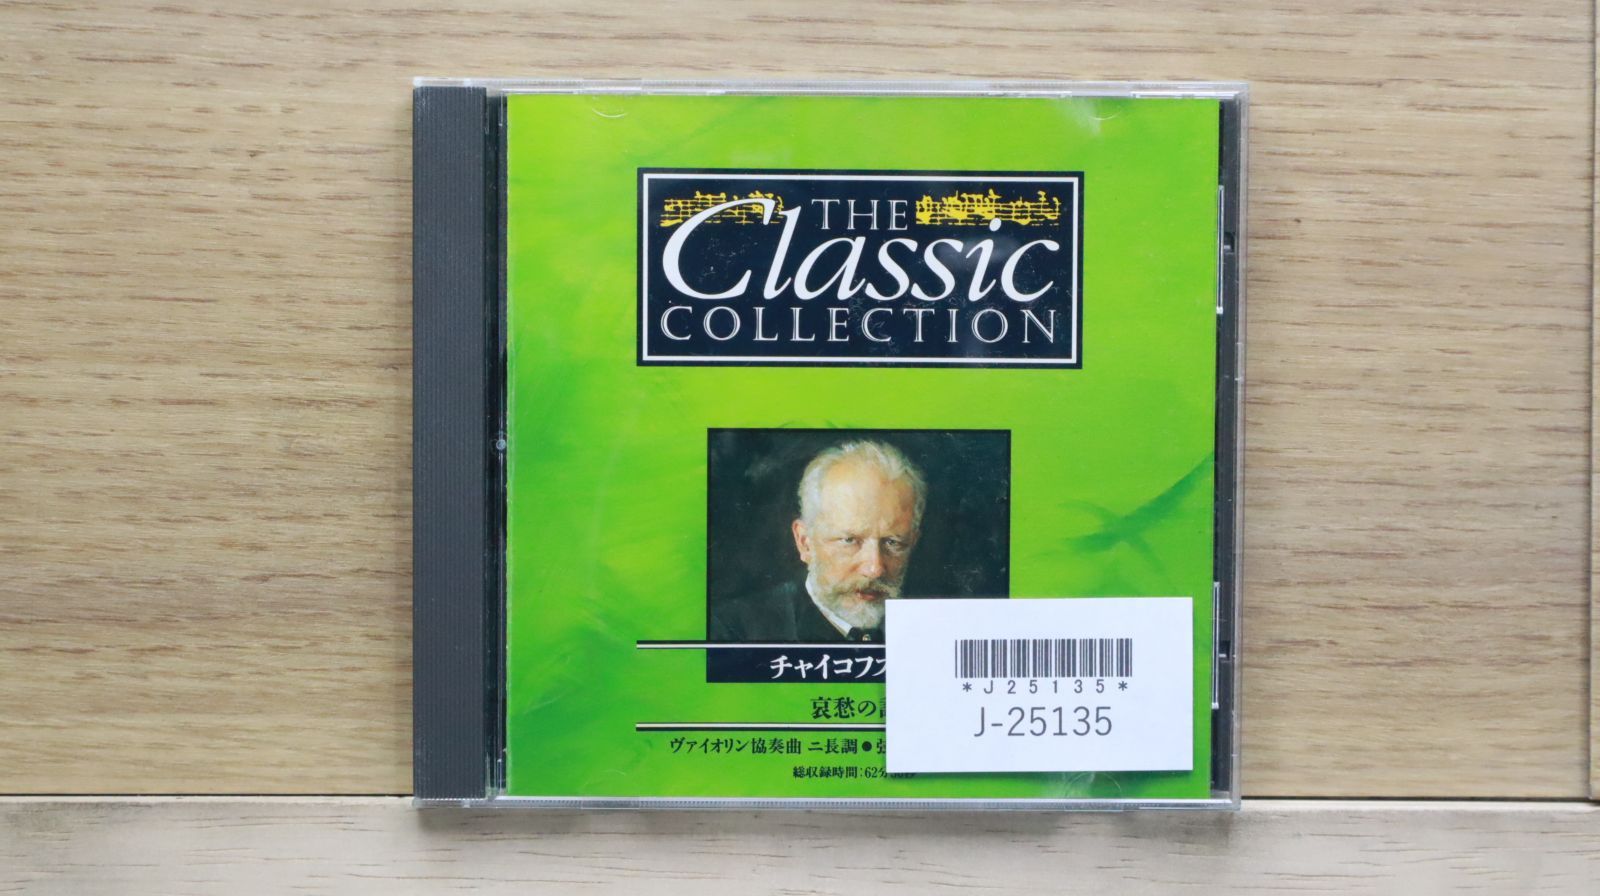 THE
Classic
COLLECTION
チャイコフ
哀愁の
ヴァイオリン協奏曲 ニ長調●弦
総収録時間:62分
*J25135*
J-25135